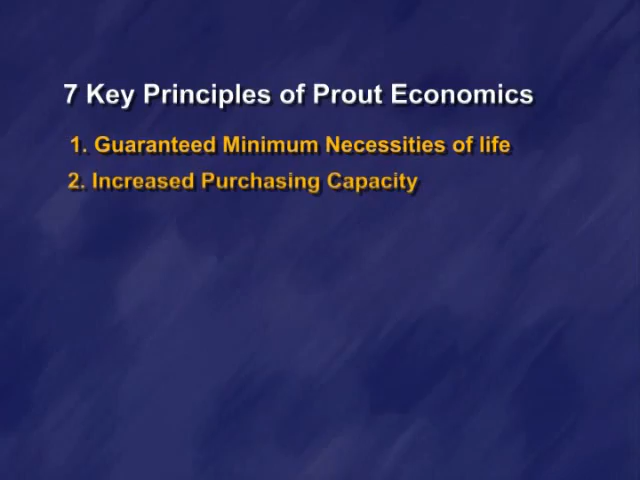 7 Key Principles of Prout Economics
1. Guaranteed Minimum Necessities of life
2. Increased Purchasing Capacity